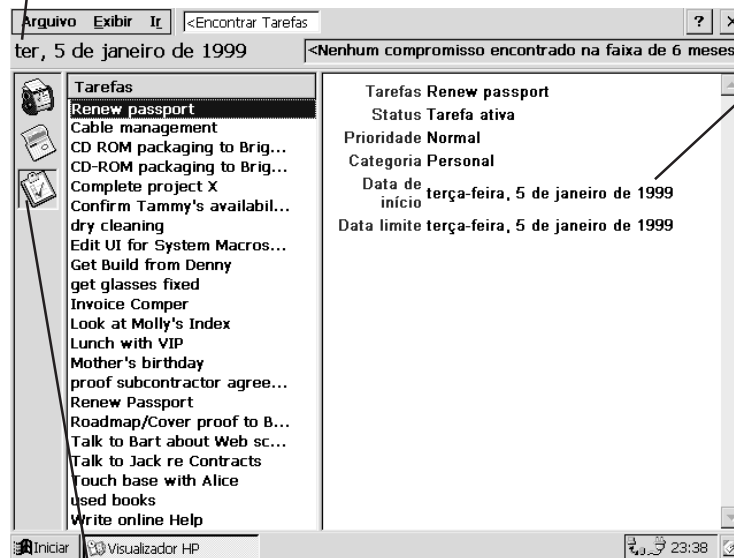 Arquivo Exibir Ir <Encontrar Tarefas ? ×
ter, 5 de janeiro de 1999 <Nenhum compromisso encontrado na faixa de 6 meses
Tarefas
Renew passport
Cable management
CD ROM packaging to Brig...
CD-ROM packaging to Brig...
Complete project X
Confirm Tammy's availabil...
dry cleaning
Edit UI for System Macros...
Get Build from Denny
get glasses fixed
Invoice Comper
Look at Molly's Index
Lunch with VIP
Mother's birthday
proof subcontractor agree...
Renew Passport
Roadmap/Cover proof to B...
Talk to Bart about Web sc...
Talk to Jack re Contracts
Touch base with Alice
used books
Write online Help
Tarefas Renew passport
Status Tarefa ativa
Prioridade Normal
Categoria Personal
Data de início terça-feira, 5 de janeiro de 1999
Data limite terça-feira, 5 de janeiro de 1999
Iniciar Visualizador HP 23:38